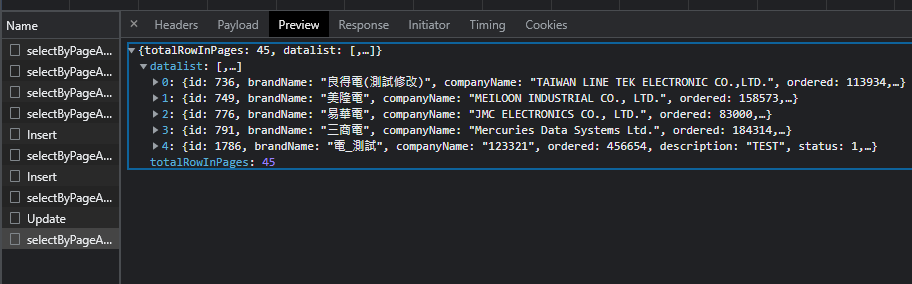 Name
Headers Payload Preview Response Initiator Timing Cookies
selectByPageA...
selectByPageA...
selectByPageA...
selectByPageA...
Insert
selectByPageA...
Insert
selectByPageA...
Update
selectByPageA...
{totalRowInPages: 45, datalist: [,…]}
datalist: [,…]
0: {id: 736, brandName: "良得電(測試修改)", companyName: "TAIWAN LINE TEK ELECTRONIC CO.,LTD.", ordered: 113934,…}
1: {id: 749, brandName: "美隆電", companyName: "MEILOON INDUSTRIAL CO., LTD.", ordered: 158573,…}
2: {id: 776, brandName: "易華電", companyName: "JMC ELECTRONICS CO., LTD.", ordered: 83000,…}
3: {id: 791, brandName: "三商電", companyName: "Mercuries Data Systems Ltd.", ordered: 184314,…}
4: {id: 1786, brandName: "電_測試", companyName: "123321", ordered: 456654, description: "TEST", status: 1,…}
totalRowInPages: 45